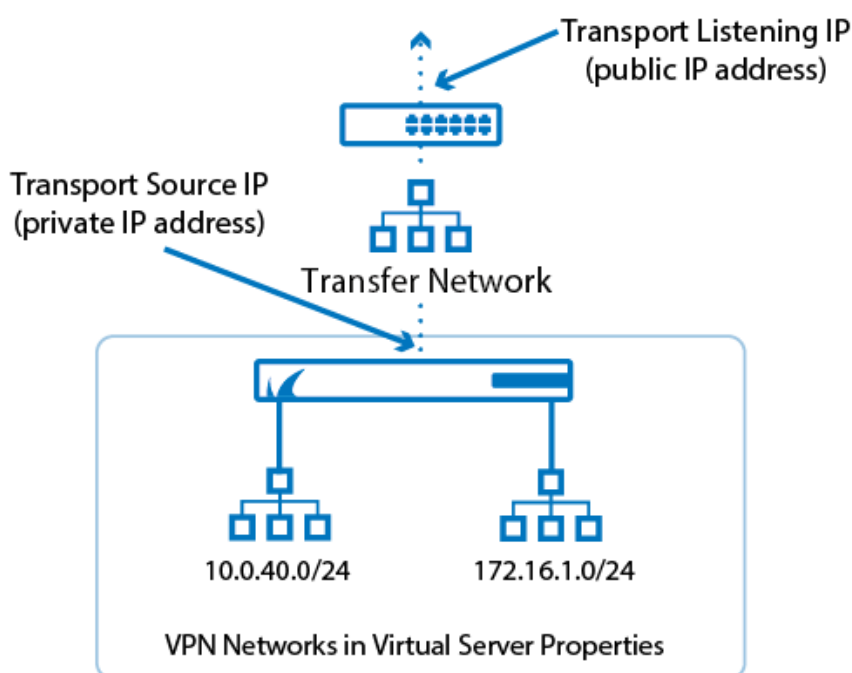 Transport Listening IP
(public IP address)
Transport Source IP
(private IP address)
Transfer Network
10.0.40.0/24
172.16.1.0/24
VPN Networks in Virtual Server Properties